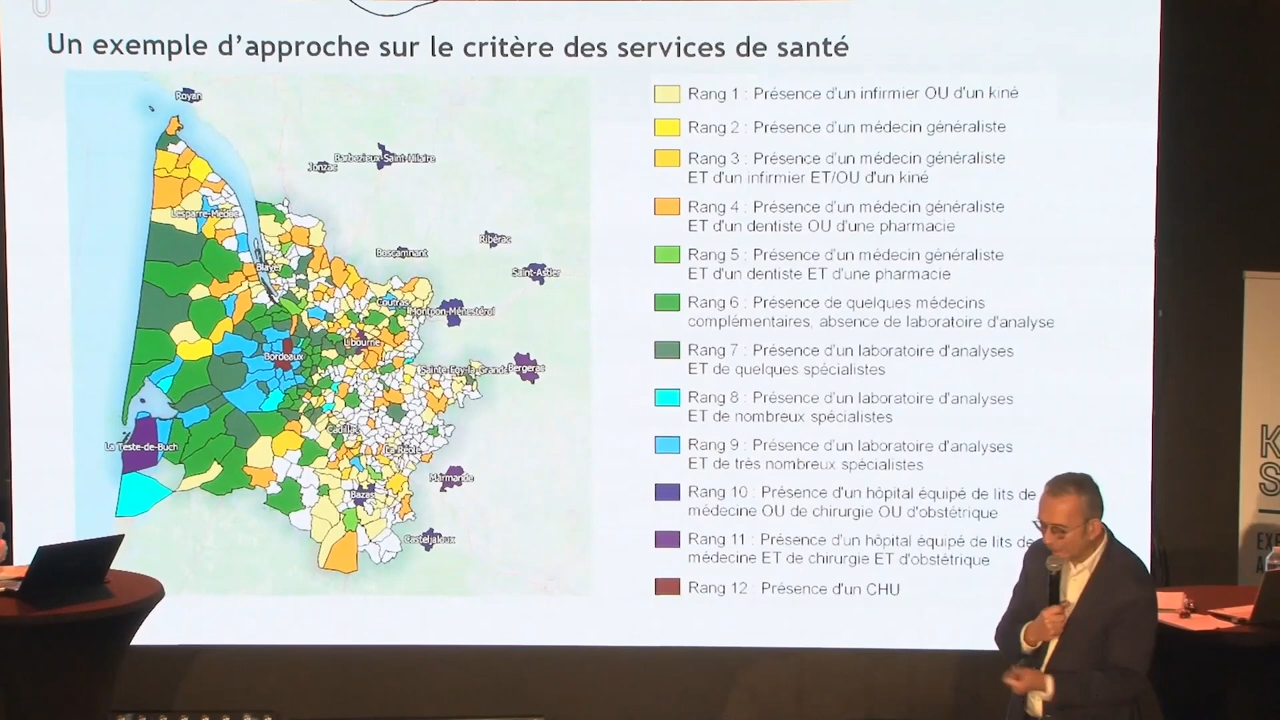 Un exemple d'approche sur le critère des services de santé
Royan
Jonzac
Barbezieux-Saint-Hilaire
Lesparre-Médoc
Ribérac
Boscamnant
Saint-Astier
Blaye
Coutras
Montpon-Ménestérol
Libourne
Bordeaux
Sainte-Foy-la-Grande
Bergerac
Cadillac
La Teste-de-Buch
La Réole
Marmande
Bazas
Casteljaloux
Rang 1 : Présence d'un infirmier OU d'un kiné
Rang 2 : Présence d'un médecin généraliste
Rang 3 : Présence d'un médecin généraliste
ET d'un infirmier ET/OU d'un kiné
Rang 4 : Présence d'un médecin généraliste
ET d'un dentiste OU d'une pharmacie
Rang 5 : Présence d'un médecin généraliste
ET d'un dentiste ET d'une pharmacie
Rang 6 : Présence de quelques médecins
complémentaires, absence de laboratoire d'analyse
Rang 7 : Présence d'un laboratoire d'analyses
ET de quelques spécialistes
Rang 8 : Présence d'un laboratoire d'analyses
ET de nombreux spécialistes
Rang 9 : Présence d'un laboratoire d'analyses
ET de très nombreux spécialistes
Rang 10 : Présence d'un hôpital équipé de lits de
médecine OU de chirurgie OU d'obstétrique
Rang 11 : Présence d'un hôpital équipé de lits de
médecine ET de chirurgie ET d'obstétrique
Rang 12 : Présence d'un CHU
K
S
EX
A